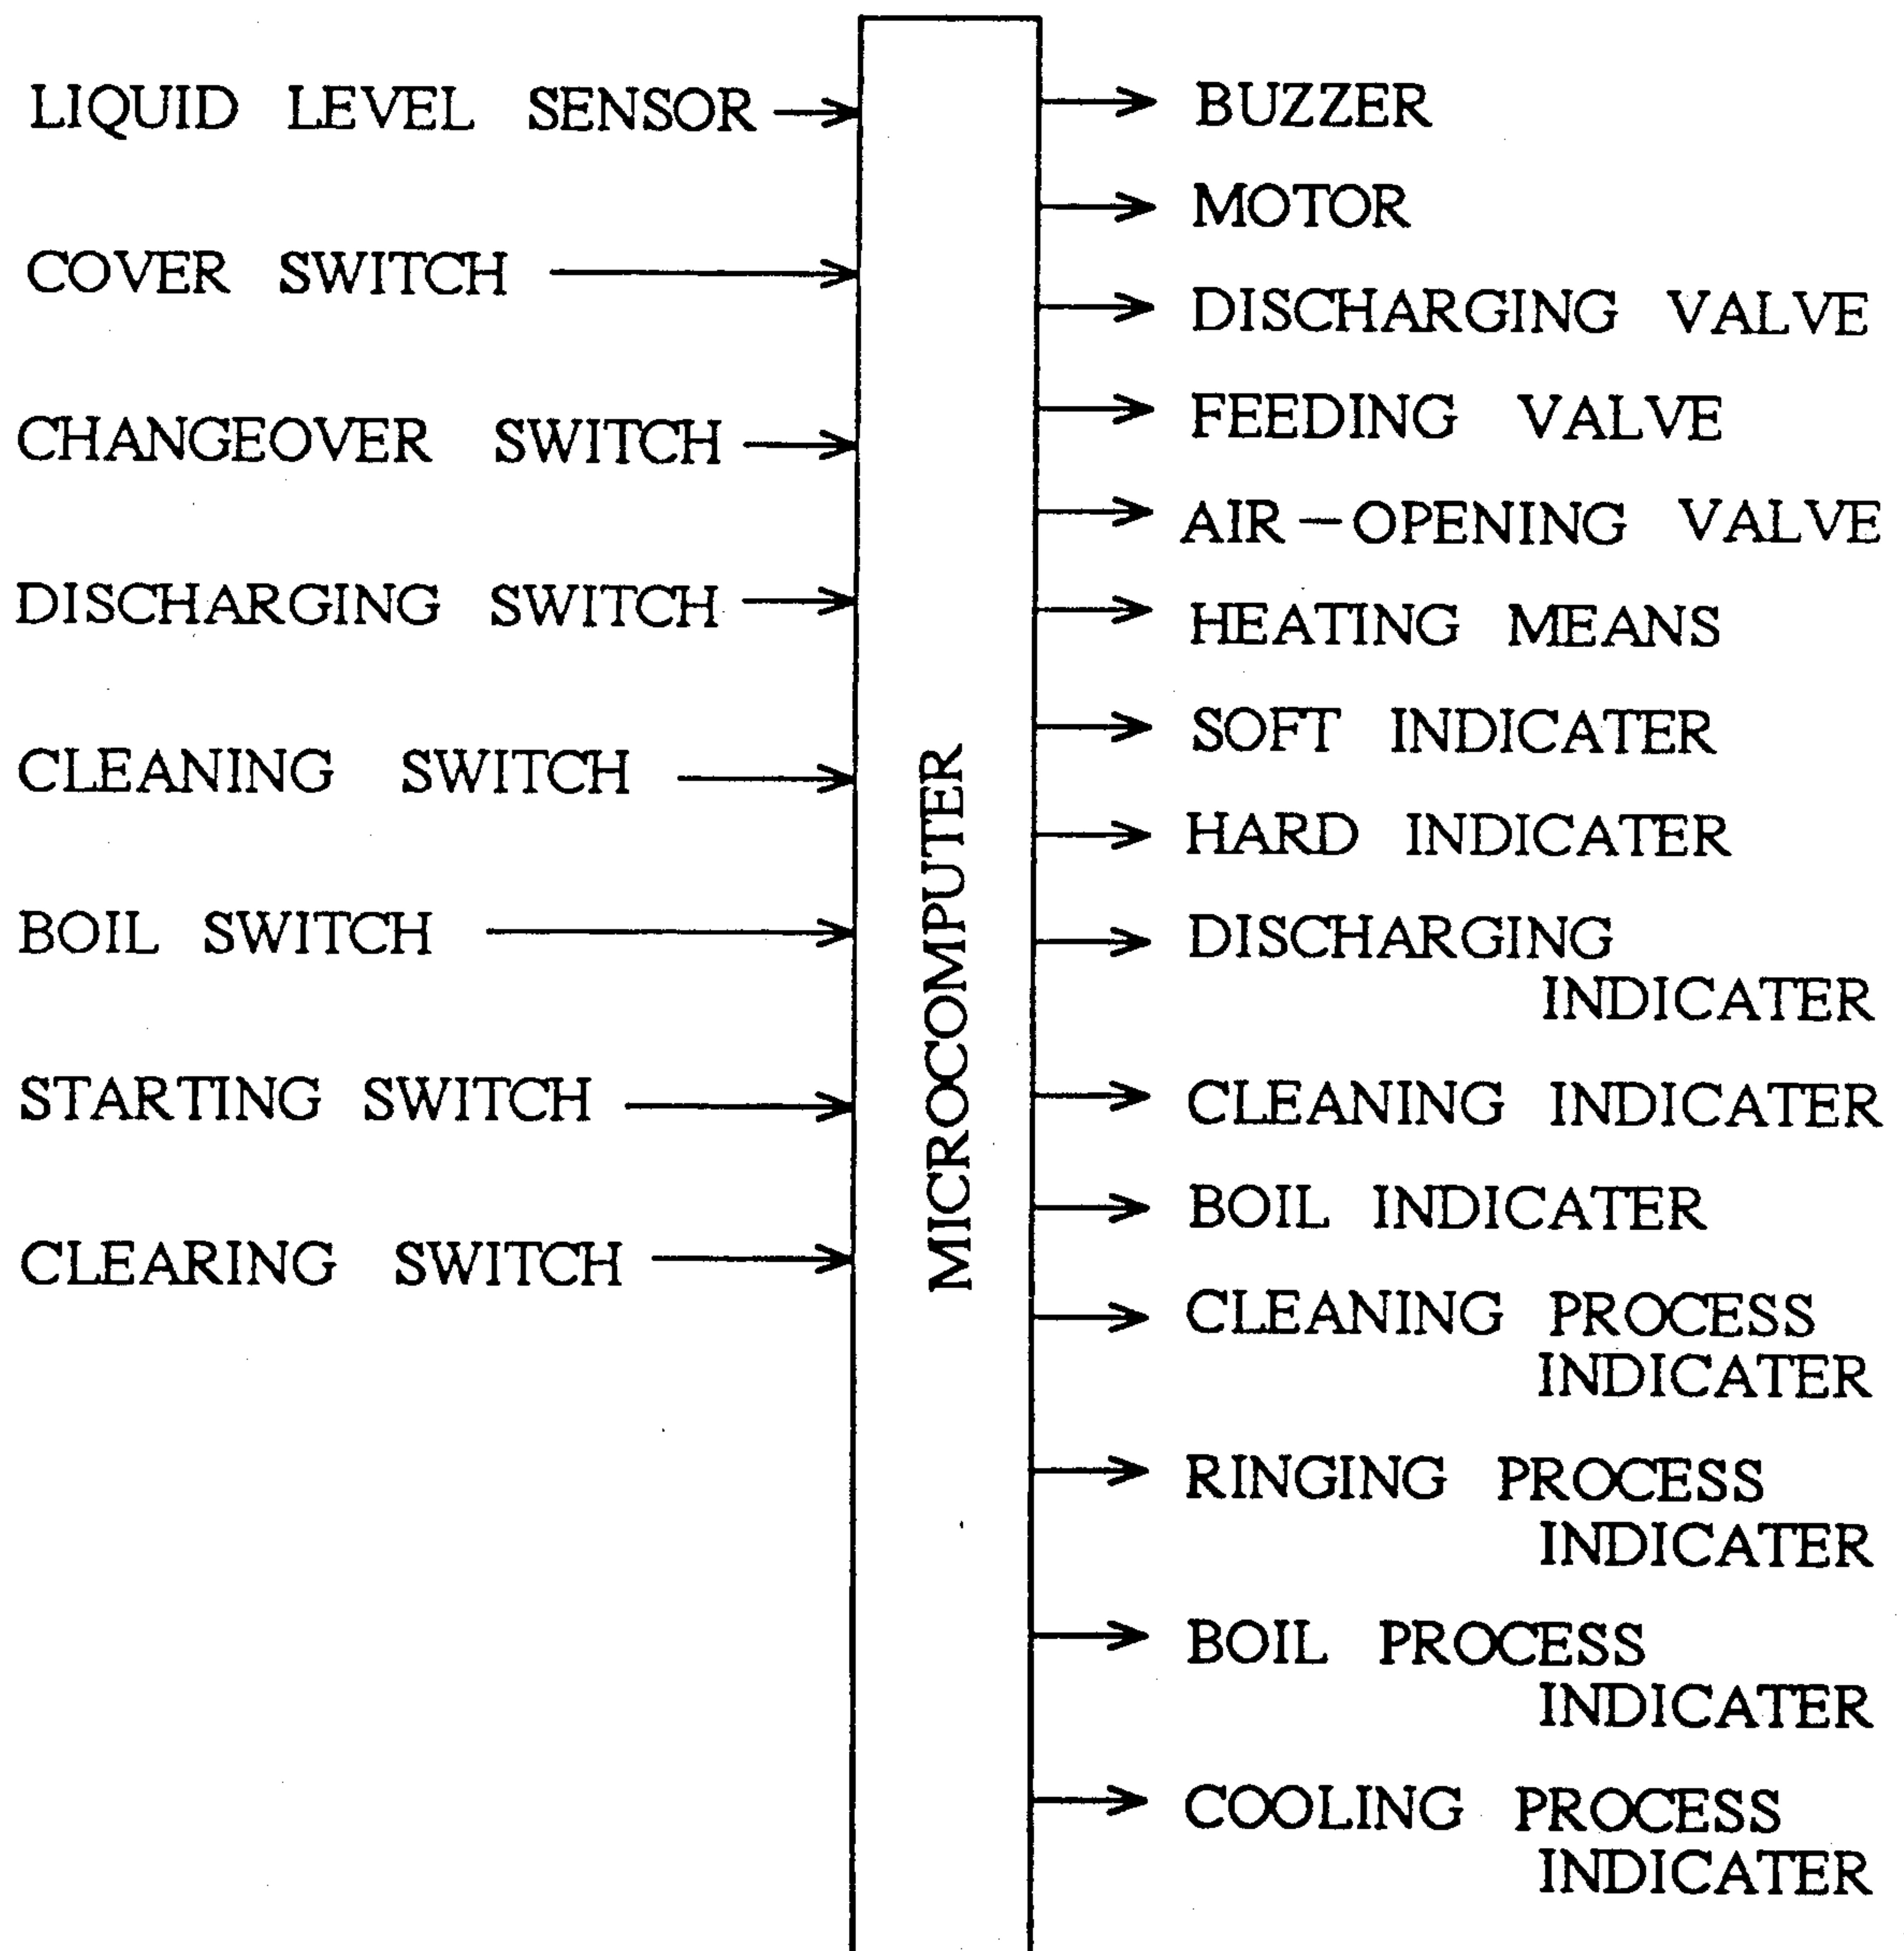 LIQUID LEVEL SENSOR
COVER SWITCH
CHANGEOVER SWITCH
DISCHARGING SWITCH
CLEANING SWITCH
BOIL SWITCH
STARTING SWITCH
CLEARING SWITCH
MICROCOMPUTER
BUZZER
MOTOR
DISCHARGING VALVE
FEEDING VALVE
AIR-OPENING VALVE
HEATING MEANS
SOFT INDICATER
HARD INDICATER
DISCHARGING
INDICATER
CLEANING INDICATER
BOIL INDICATER
CLEANING PROCESS
INDICATER
RINGING PROCESS
INDICATER
BOIL PROCESS
INDICATER
COOLING PROCESS
INDICATER